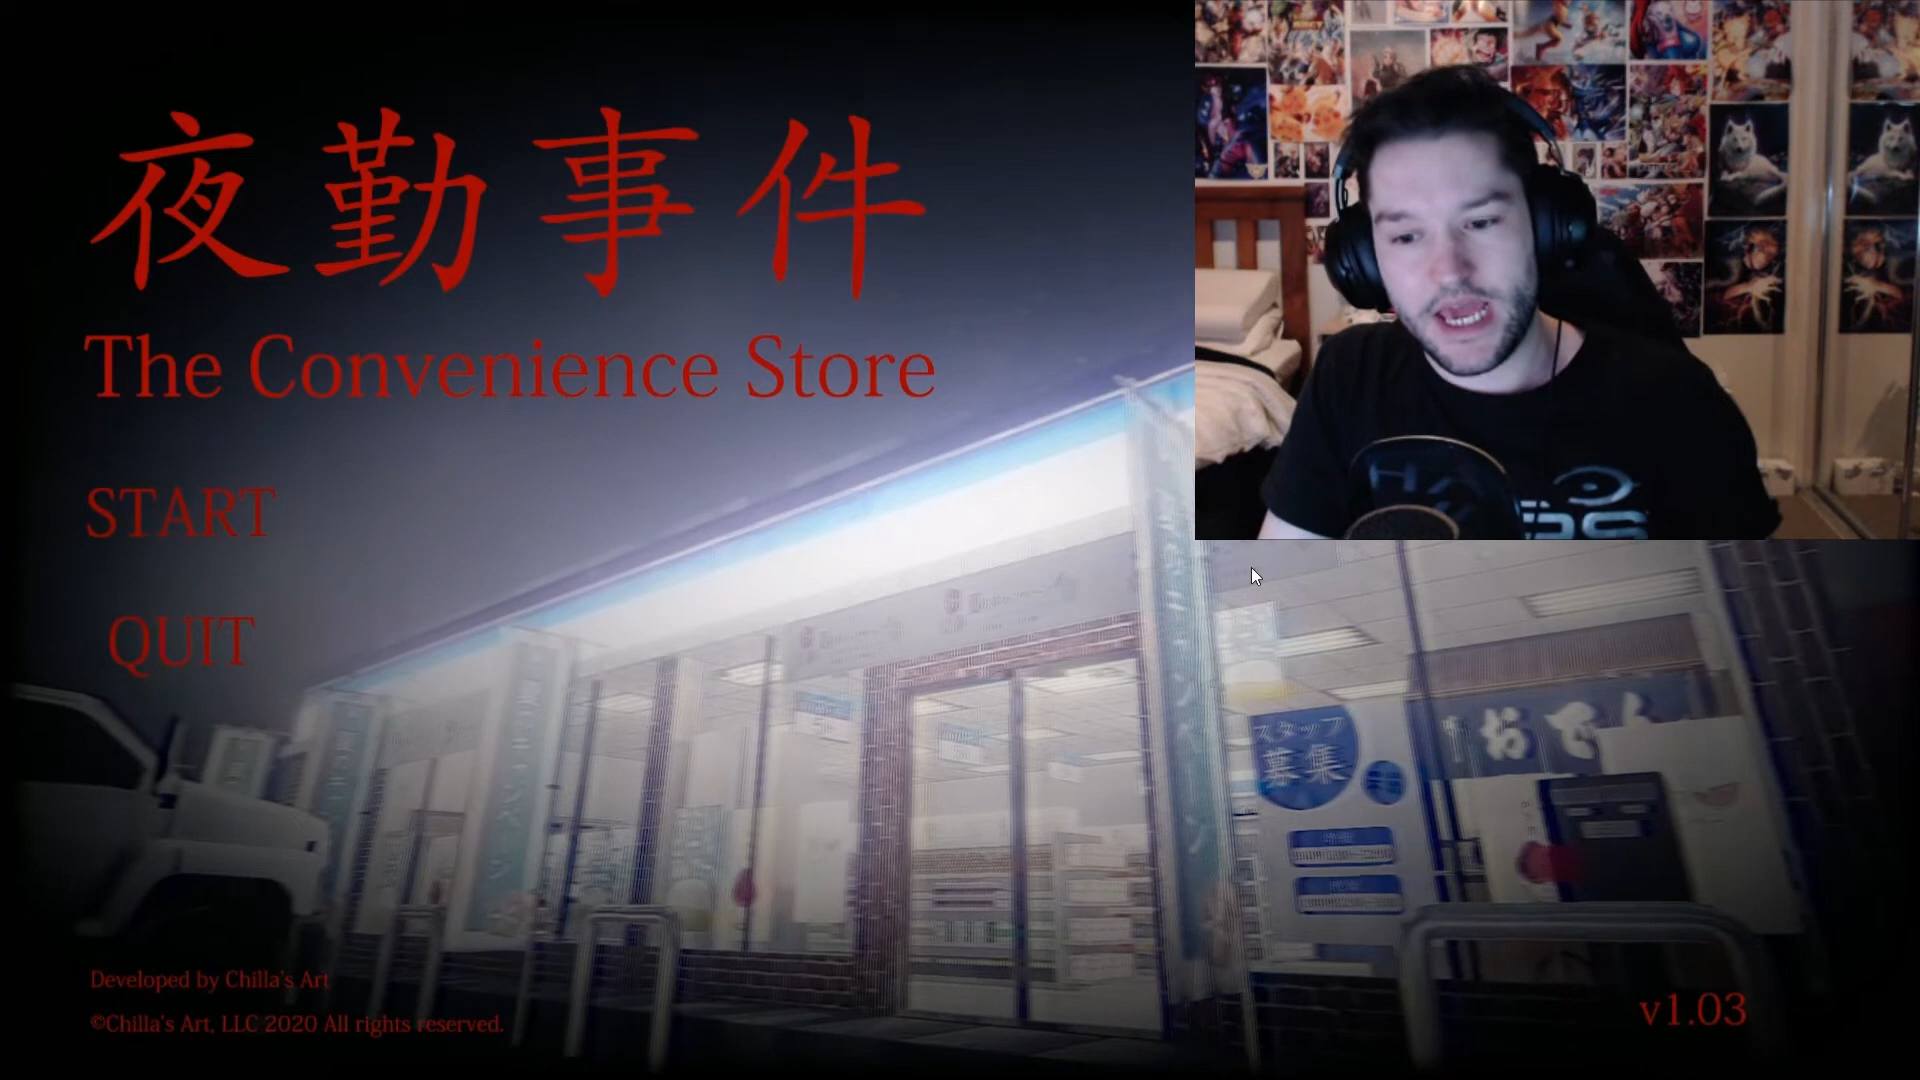 夜勤事件
The Convenience Store
START
QUIT
スタッフ
募集
おでん
Developed by Chilla's Art
©Chilla's Art, LLC 2020 All rights reserved.
v1.03